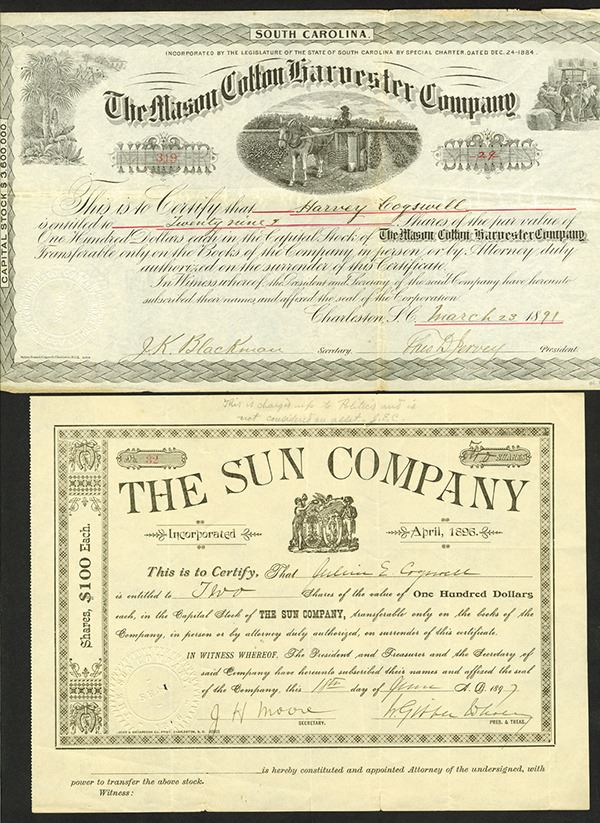 SOUTH CAROLINA.
INCORPORATED BY THE LEGISLATURE OF THE STATE OF SOUTH CAROLINA BY SPECIAL CHARTER, DATED DEC. 24-1884.
The Mason Cotton Harvester Company
319
29
CAPITAL STOCK $3,600,000.
This is to Certify that Harvey Cogswell
is entitled to Twenty nine Shares of the par value of
One Hundred Dollars each in the Capital Stock of The Mason Cotton Harvester Company
Transferable only on the Books of the Company in person or by Attorney duly
authorized on the surrender of this Certificate.
In Witness whereof, the President and Secretary of the said Company have hereunto
subscribed their names and affixed the seal of the Corporation.
Charleston, S.C. March 23 1891
J.K. Blackman Secretary. Theo D Jervey President.
This is charged up to Politics and is
not considered an asset. J.E.C.
No. 32
SHARES
THE SUN COMPANY
Incorporated April, 1896.
Shares, $100 Each.
This is to Certify, That Julian E Cogswell
is entitled to Two Shares of the value of One Hundred Dollars
each, in the Capital Stock of THE SUN COMPANY, transferable only on the books of the
Company, in person or by attorney duly authorized, on surrender of this certificate.
IN WITNESS WHEREOF, The President and Treasurer and the Secretary of
said Company have hereunto subscribed their names and affixed the seal
of the Company, this 11th day of June A. D. 1897
J H Moore
SECRETARY. PRES. & TREAS.
is hereby constituted and appointed Attorney of the undersigned, with
power to transfer the above stock.
Witness: